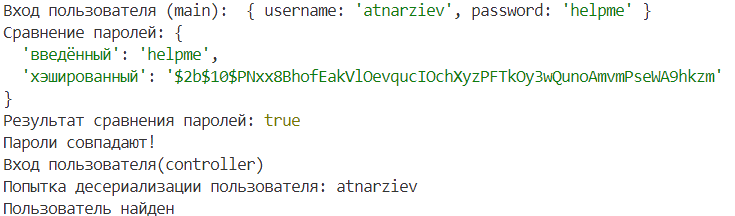 Вход пользователя (main):  { username: 'atnarziev', password: 'helpme' }
Сравнение паролей: {
  'введённый': 'helpme',
  'хэшированный': '$2b$10$PNxx8BhofEakVlOevqucIOchXyzPFTkOy3wQunoAmvmPseWA9hkzm'
}
Результат сравнения паролей: true
Пароли совпадают!
Вход пользователя(controller)
Попытка десериализации пользователя: atnarziev
Пользователь найден